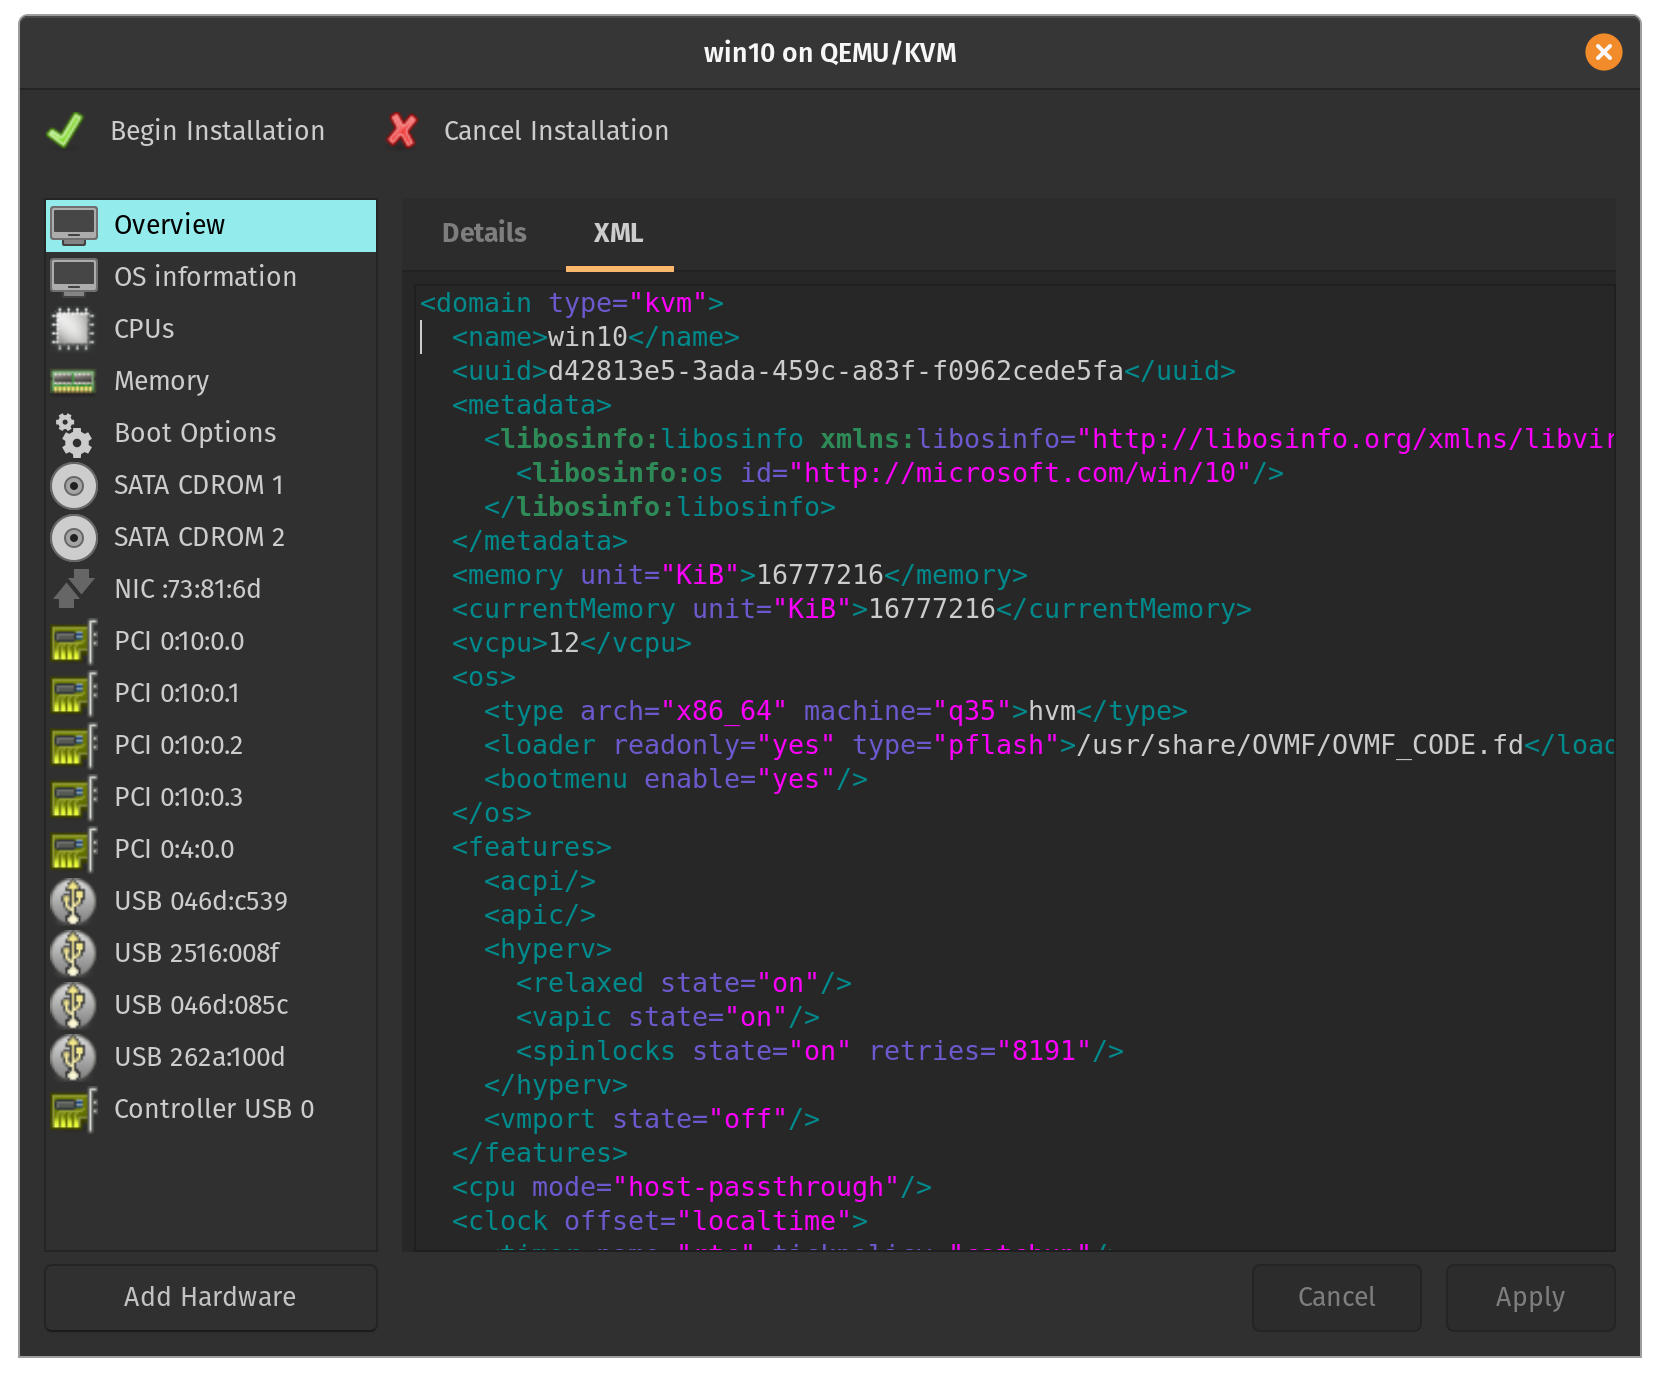 win10 on QEMU/KVM
Begin Installation
Cancel Installation
Overview
OS information
CPUs
Memory
Boot Options
SATA CDROM 1
SATA CDROM 2
NIC :73:81:6d
PCI 0:10:0.0
PCI 0:10:0.1
PCI 0:10:0.2
PCI 0:10:0.3
PCI 0:4:0.0
USB 046d:c539
USB 2516:008f
USB 046d:085c
USB 262a:100d
Controller USB 0
Add Hardware
Details
XML
<domain type="kvm">
  <name>win10</name>
  <uuid>d42813e5-3ada-459c-a83f-f0962cede5fa</uuid>
  <metadata>
    <libosinfo:libosinfo xmlns:libosinfo="http://libosinfo.org/xmlns/libvir
      <libosinfo:os id="http://microsoft.com/win/10"/>
    </libosinfo:libosinfo>
  </metadata>
  <memory unit="KiB">16777216</memory>
  <currentMemory unit="KiB">16777216</currentMemory>
  <vcpu>12</vcpu>
  <os>
    <type arch="x86_64" machine="q35">hvm</type>
    <loader readonly="yes" type="pflash">/usr/share/OVMF/OVMF_CODE.fd</load
    <bootmenu enable="yes"/>
  </os>
  <features>
    <acpi/>
    <apic/>
    <hyperv>
      <relaxed state="on"/>
      <vapic state="on"/>
      <spinlocks state="on" retries="8191"/>
    </hyperv>
    <vmport state="off"/>
  </features>
  <cpu mode="host-passthrough"/>
  <clock offset="localtime">
Cancel
Apply